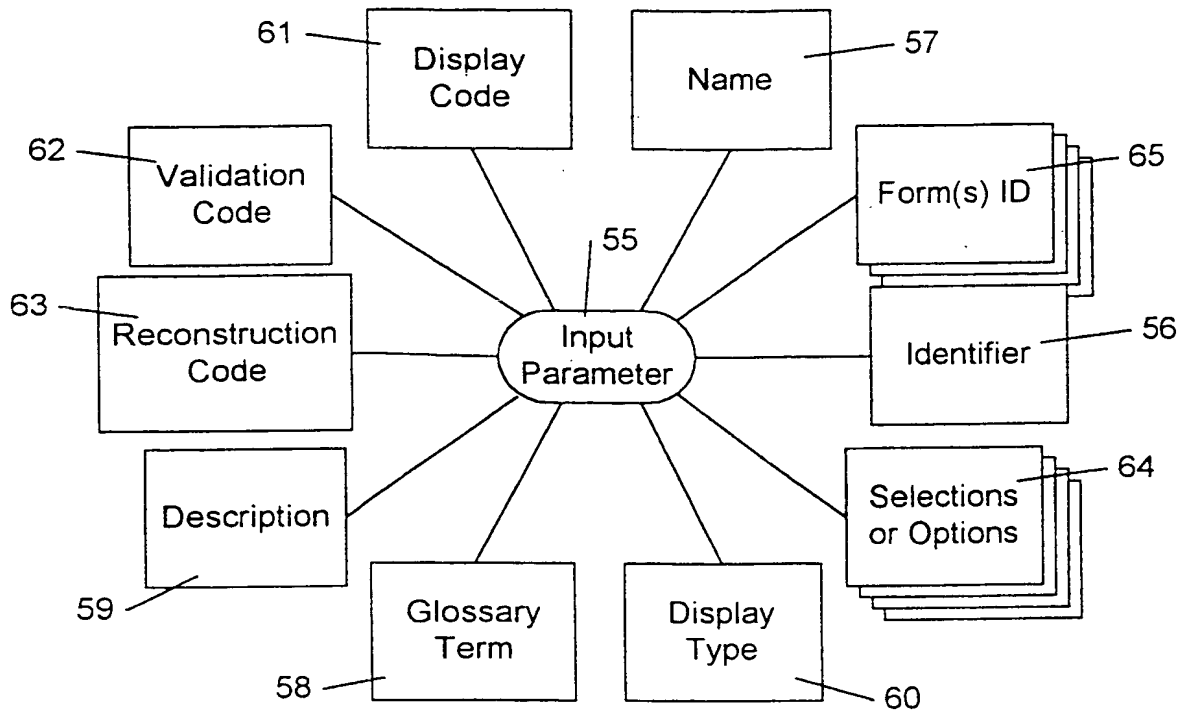 61
Display
Code
57
Name
62
Validation
Code
65
Form(s) ID
55
63
Reconstruction
Code
Input
Parameter
56
Identifier
Description
59
64
Selections
or Options
Glossary
Term
58
Display
Type
60